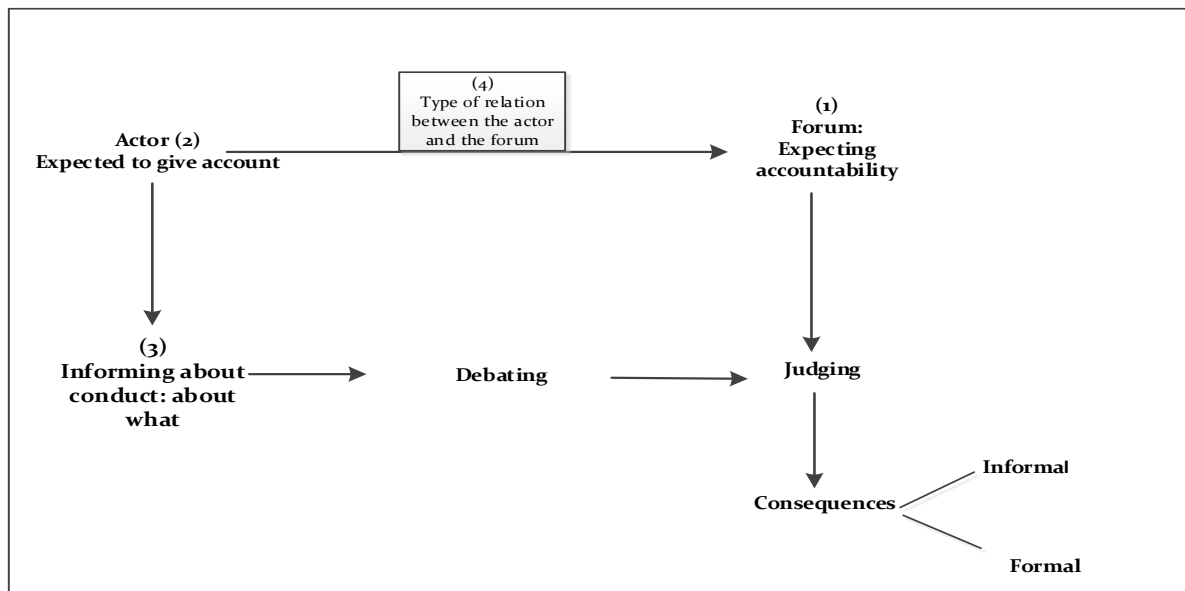 (4)
Type of relation
between the actor
and the forum
(1)
Forum:
Expecting
accountability
Actor (2)
Expected to give account
(3)
Informing about
conduct: about
what
Debating
Judging
Consequences
Informal
Formal